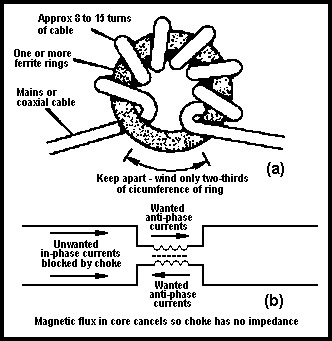 Approx 8 to 15 turns
of cable
One or more
ferrite rings
Mains or
coaxial cable
Keep apart - wind only two-thirds
of cicumference of ring
(a)
Wanted
anti-phase
currents
Unwanted
in-phase currents
blocked by choke
Wanted
anti-phase
currents
(b)
Magnetic flux in core cancels so choke has no impedance